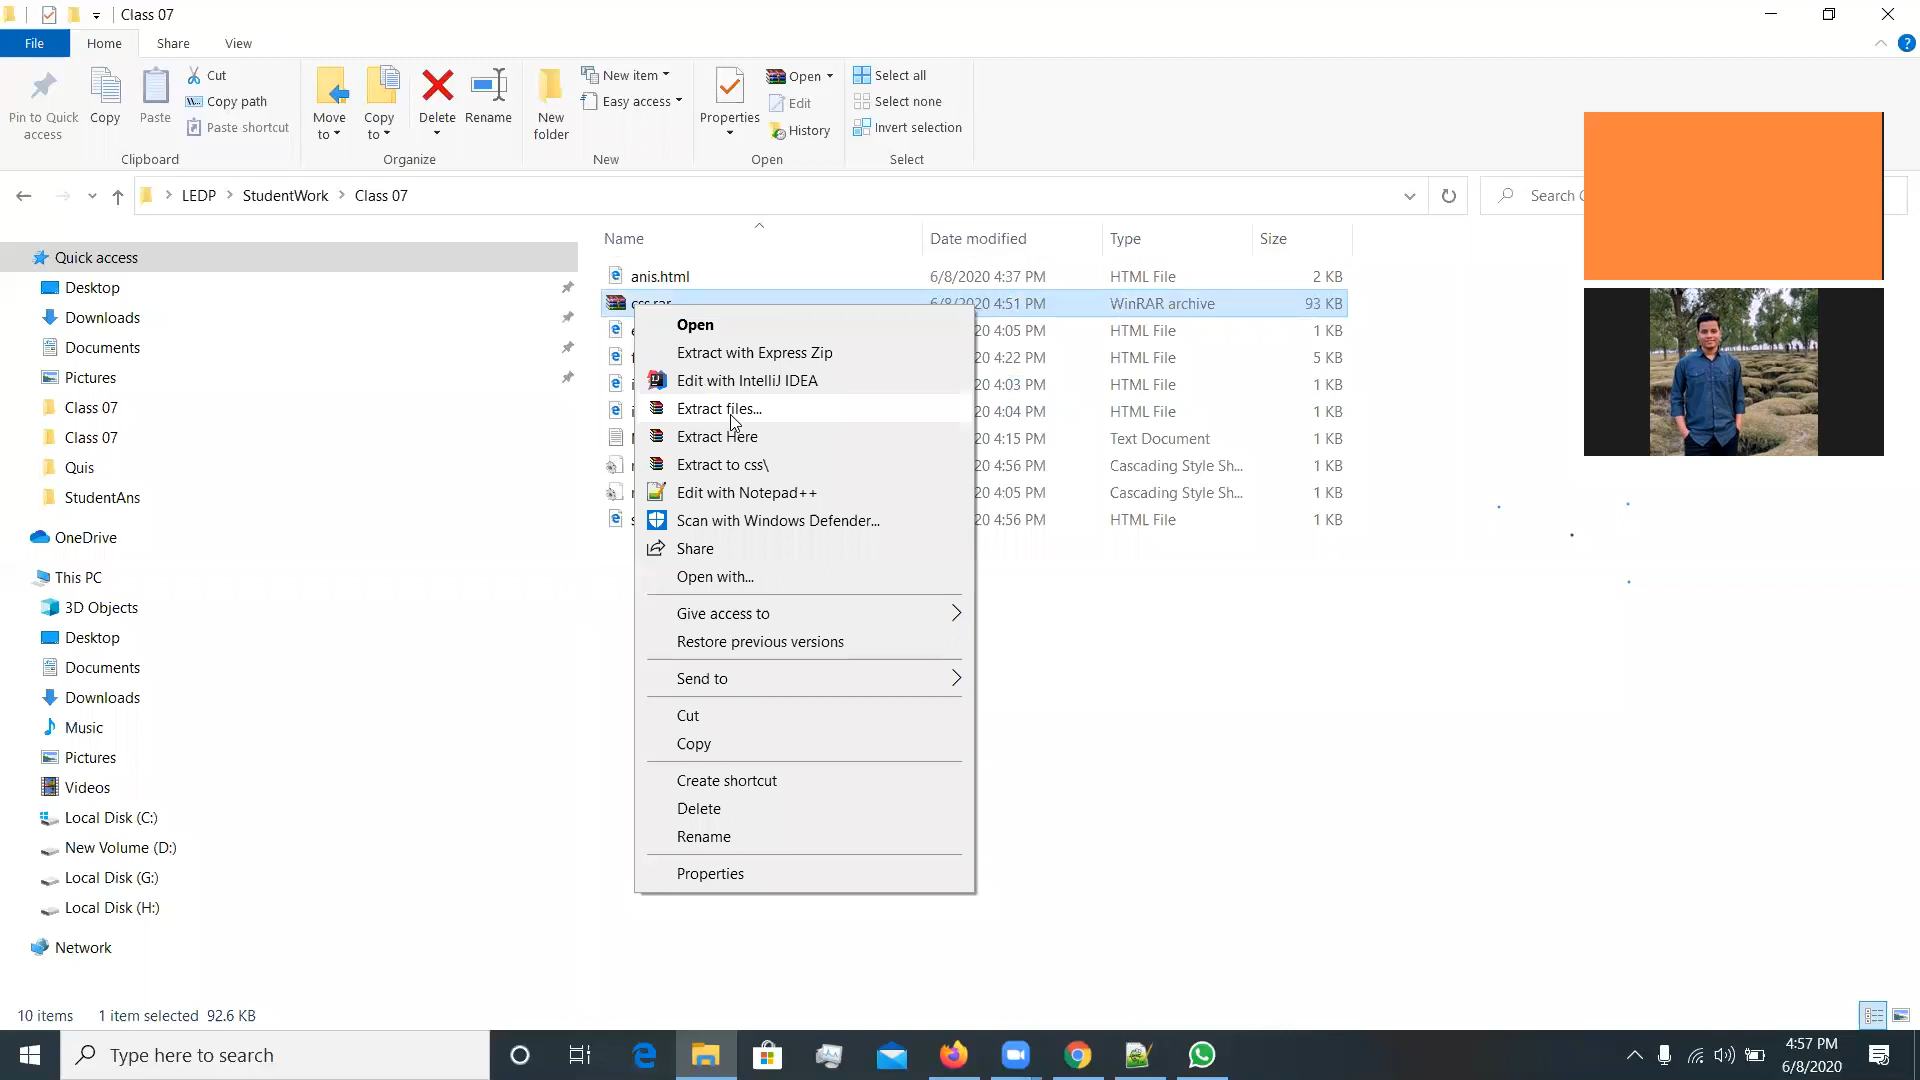 Class 07
File Home Share View
Pin to Quick access
Copy
Paste
Cut
Copy path
Paste shortcut
Clipboard
Move to
Copy to
Delete
Rename
Organize
New folder
New item
Easy access
New
Properties
Open
Edit
History
Open
Select all
Select none
Invert selection
Select
LEDP StudentWork Class 07
Search
Quick access
Desktop
Downloads
Documents
Pictures
Class 07
Class 07
Quis
StudentAns
OneDrive
This PC
3D Objects
Desktop
Documents
Downloads
Music
Pictures
Videos
Local Disk (C:)
New Volume (D:)
Local Disk (G:)
Local Disk (H:)
Network
Name Date modified Type Size
anis.html 6/8/2020 4:37 PM HTML File 2 KB
css.rar 6/8/2020 4:51 PM WinRAR archive 93 KB
20 4:05 PM HTML File 1 KB
20 4:22 PM HTML File 5 KB
20 4:03 PM HTML File 1 KB
20 4:04 PM HTML File 1 KB
20 4:15 PM Text Document 1 KB
20 4:56 PM Cascading Style Sh... 1 KB
20 4:05 PM Cascading Style Sh... 1 KB
20 4:56 PM HTML File 1 KB
Open
Extract with Express Zip
Edit with IntelliJ IDEA
Extract files...
Extract Here
Extract to css\
Edit with Notepad++
Scan with Windows Defender...
Share
Open with...
Give access to
Restore previous versions
Send to
Cut
Copy
Create shortcut
Delete
Rename
Properties
10 items 1 item selected 92.6 KB
Type here to search
4:57 PM
6/8/2020